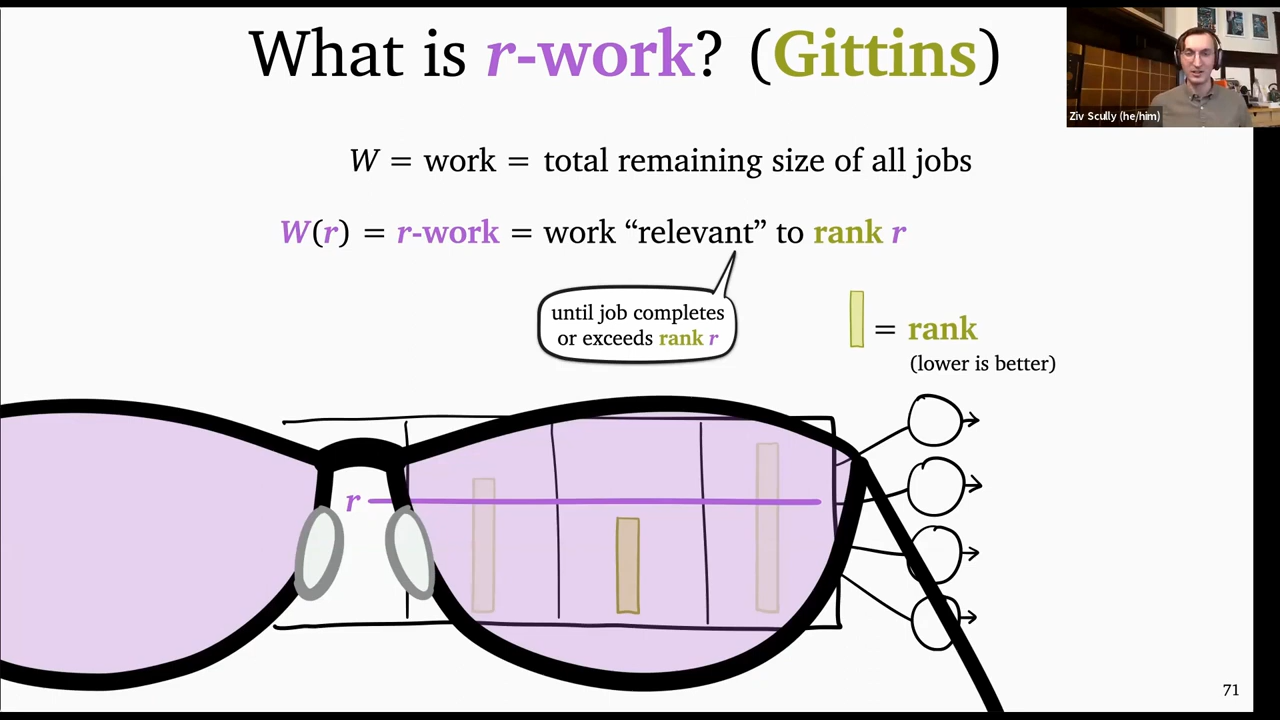 What is r-work? (Gittins)
Ziv Scully (he/him)
W = work = total remaining size of all jobs
W(r) = r-work = work “relevant” to rank r
until job completes
or exceeds rank r
= rank
(lower is better)
r
71